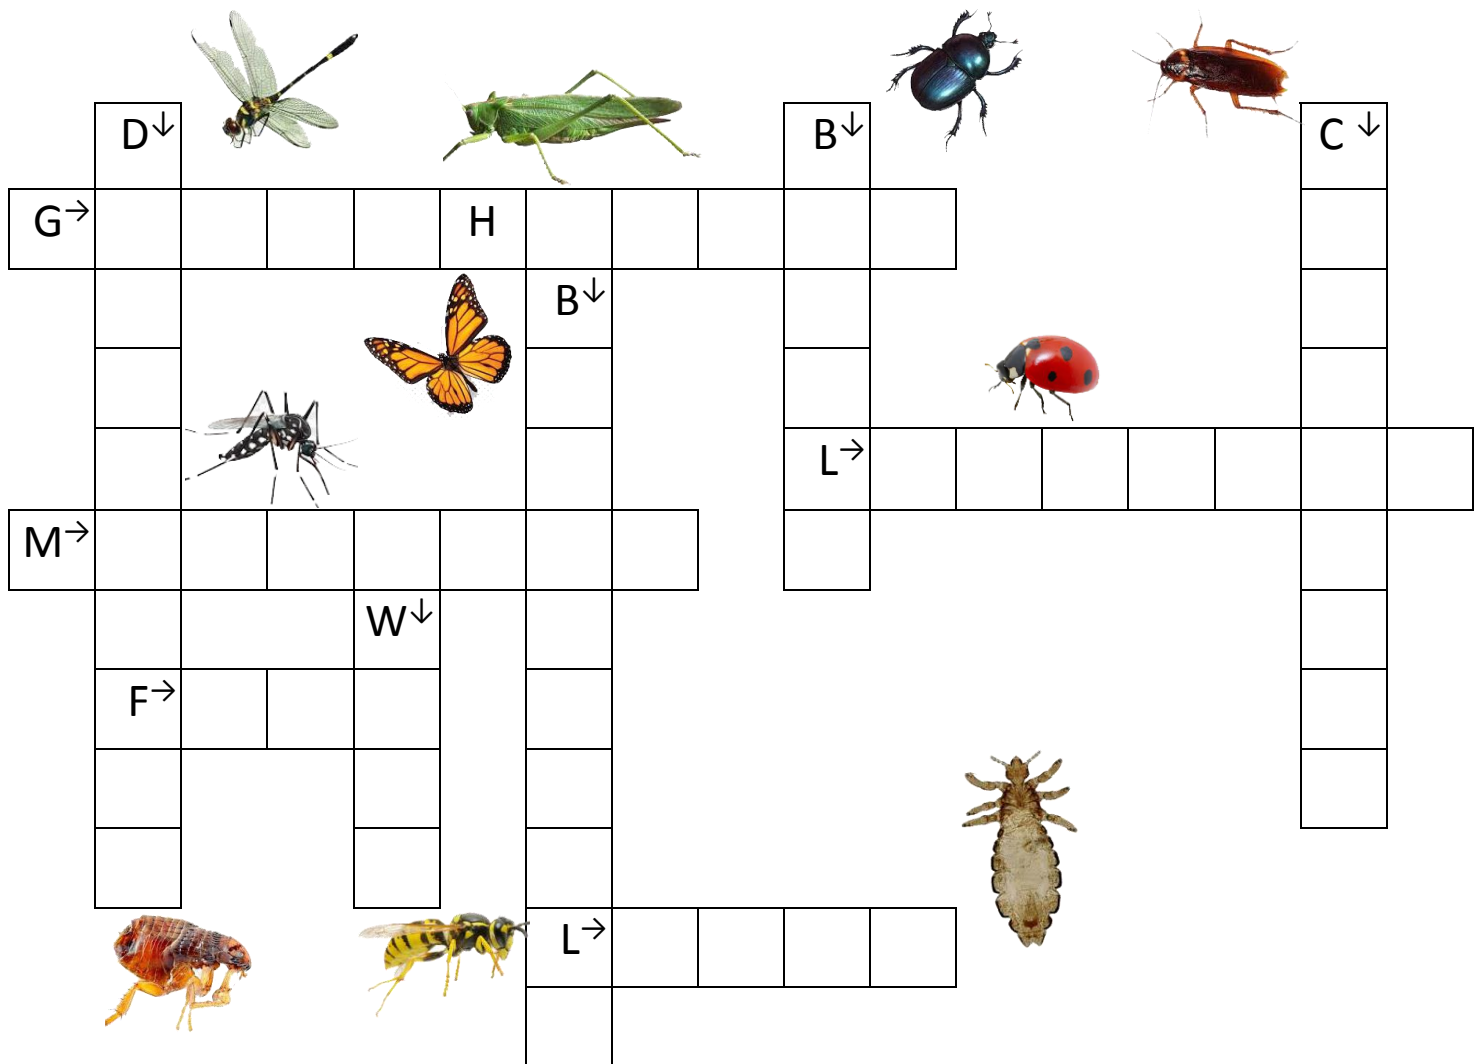 D↓ B↓ C ↓
G→ H
B↓
L→
M→
W↓
F→
L→